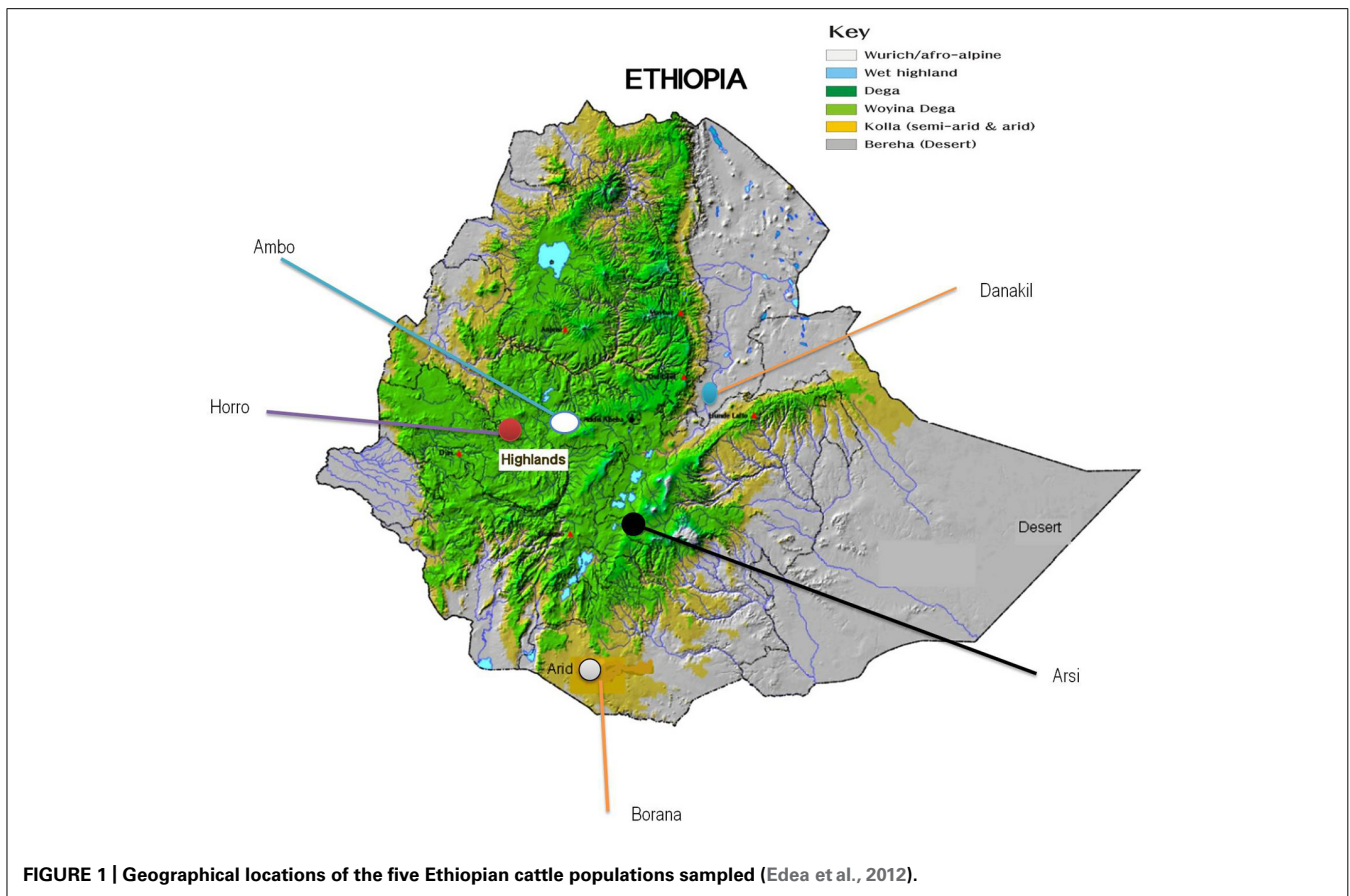 ETHIOPIA
Key
Wurich/afro-alpine
Wet highland
Dega
Woyina Dega
Kolla (semi-arid & arid)
Bereha (Desert)
Ambo
Danakil
Horro
Highlands
Desert
Arid
Arsi
Borana
FIGURE 1 | Geographical locations of the five Ethiopian cattle populations sampled (Edea et al., 2012).